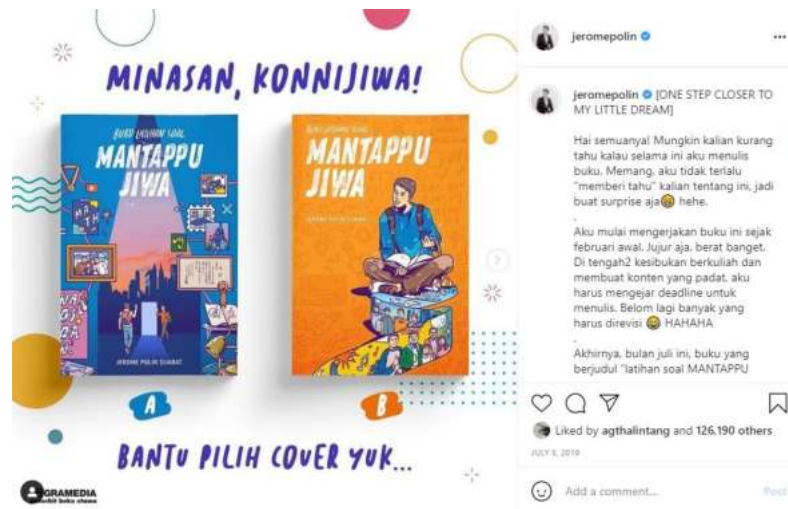 MINASAN, KONNIJIWA!
BUKU LATIHAN SOAL
MANTAPPU
JIWA
MATH
JEROME POLIN SIJABAT
A
BUKU LATIHAN SOAL
MANTAPPU
JIWA
JEROME POLIN SIJABAT
B
BANTU PILIH COVER YUK...
GRAMEDIA
jeromepolin
jeromepolin [ONE STEP CLOSER TO
MY LITTLE DREAM]
Hai semuanya! Mungkin kalian kurang
tahu kalau selama ini aku menulis
buku. Memang, aku tidak terlalu
"memberi tahu" kalian tentang ini, jadi
buat surprise aja😂 hehe.
.
Aku mulai mengerjakan buku ini sejak
februari awal. Jujur aja, berat banget.
Di tengah2 kesibukan berkuliah dan
membuat konten yang padat, aku
harus mengejar deadline untuk
menulis. Belom lagi banyak yang
harus direvisi 😂 HAHAHA
.
Akhirnya, bulan juli ini, buku yang
berjudul "latihan soal MANTAPPU
Liked by agthalintang and 126,190 others
JULY 5, 2019
Add a comment...
Post